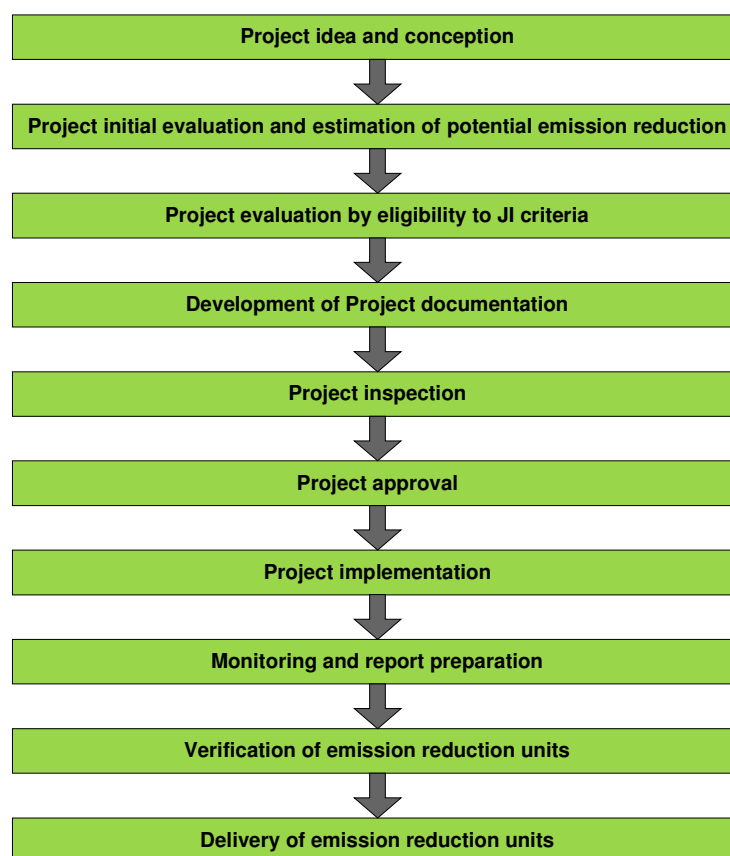 Project idea and conception
Project initial evaluation and estimation of potential emission reduction
Project evaluation by eligibility to JI criteria
Development of Project documentation
Project inspection
Project approval
Project implementation
Monitoring and report preparation
Verification of emission reduction units
Delivery of emission reduction units